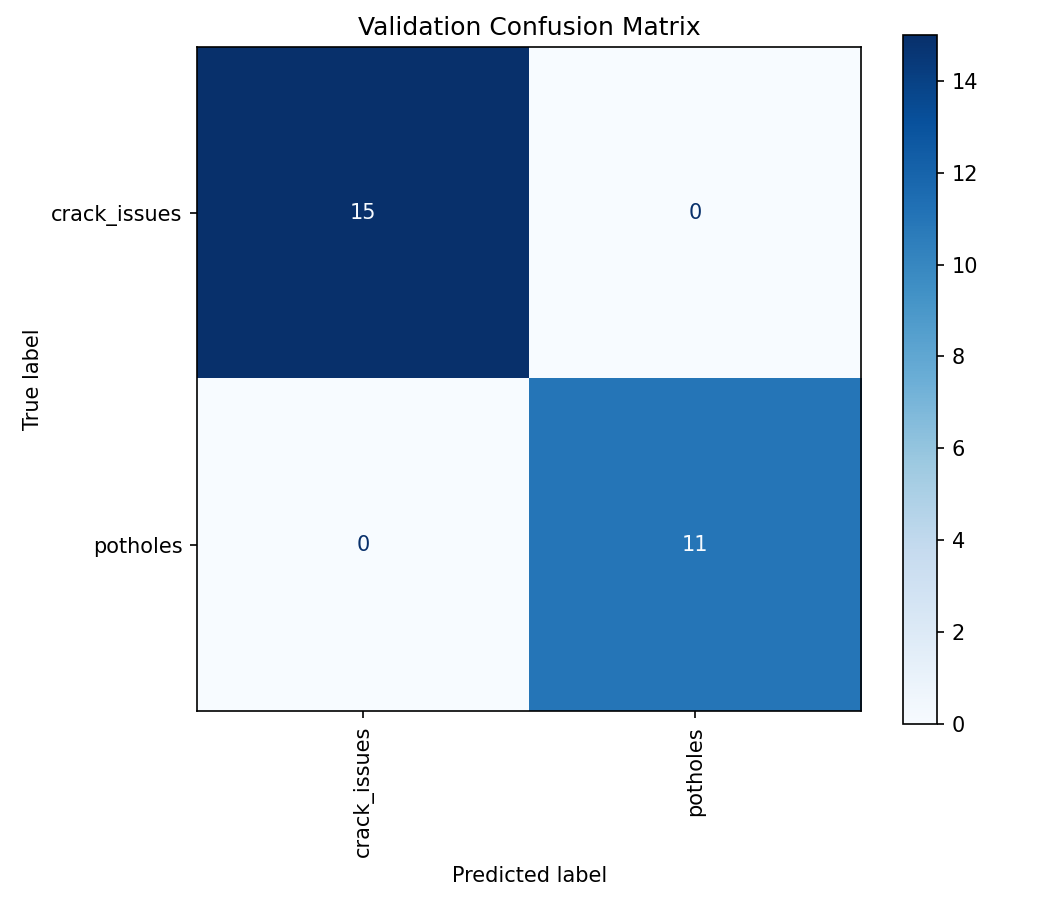 Validation Confusion Matrix
True label
crack_issues
15
0
potholes
0
11
crack_issues
potholes
Predicted label
14
12
10
8
6
4
2
0